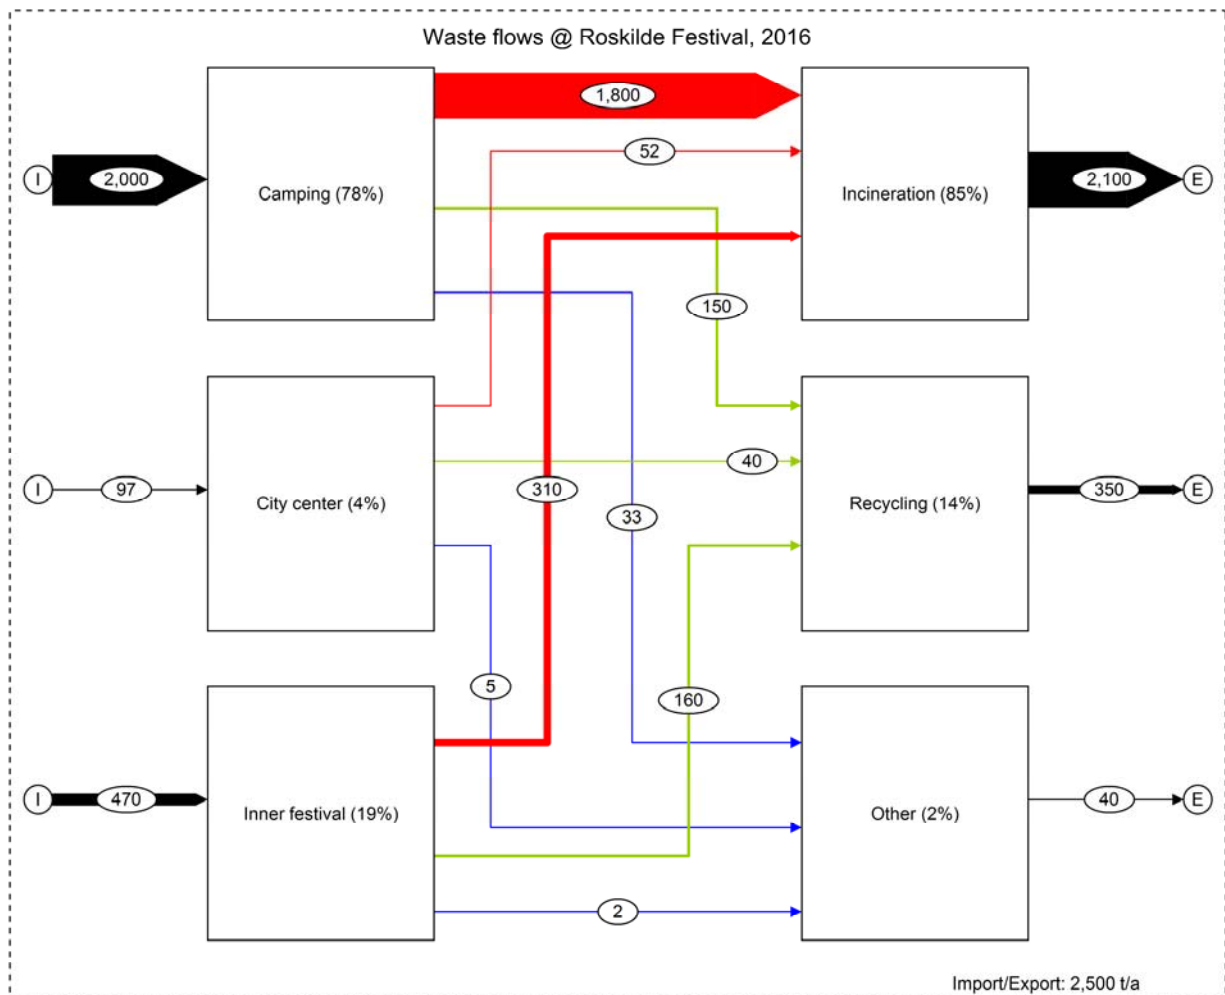 Waste flows @ Roskilde Festival, 2016
1,800
I
2,000
Camping (78%)
52
Incineration (85%)
2,100
E
150
I
97
City center (4%)
40
310
33
Recycling (14%)
350
E
5
160
I
470
Inner festival (19%)
Other (2%)
40
E
2
Import/Export: 2,500 t/a